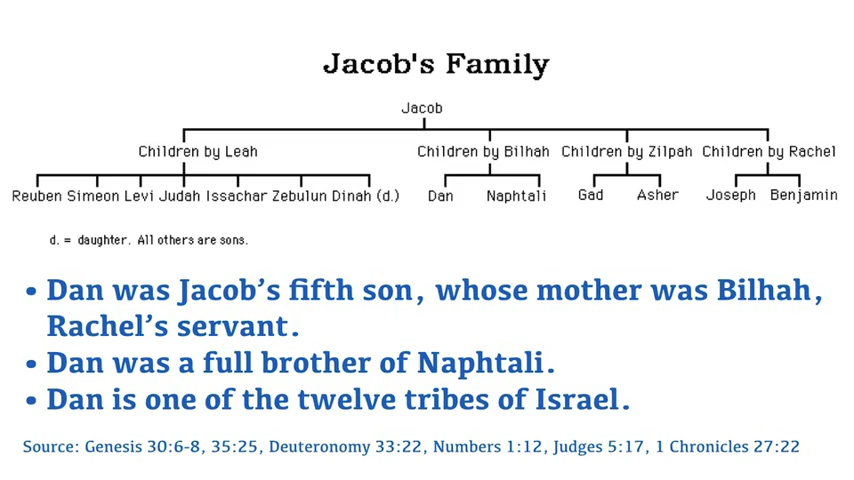 Jacob's Family
Jacob
Children by Leah Children by Bilhah Children by Zilpah Children by Rachel
Reuben Simeon Levi Judah Issachar Zebulun Dinah (d.) Dan Naphtali Gad Asher Joseph Benjamin
d. = daughter. All others are sons.
• Dan was Jacob’s fifth son, whose mother was Bilhah,
Rachel’s servant.
• Dan was a full brother of Naphtali.
• Dan is one of the twelve tribes of Israel.
Source: Genesis 30:6-8, 35:25, Deuteronomy 33:22, Numbers 1:12, Judges 5:17, 1 Chronicles 27:22